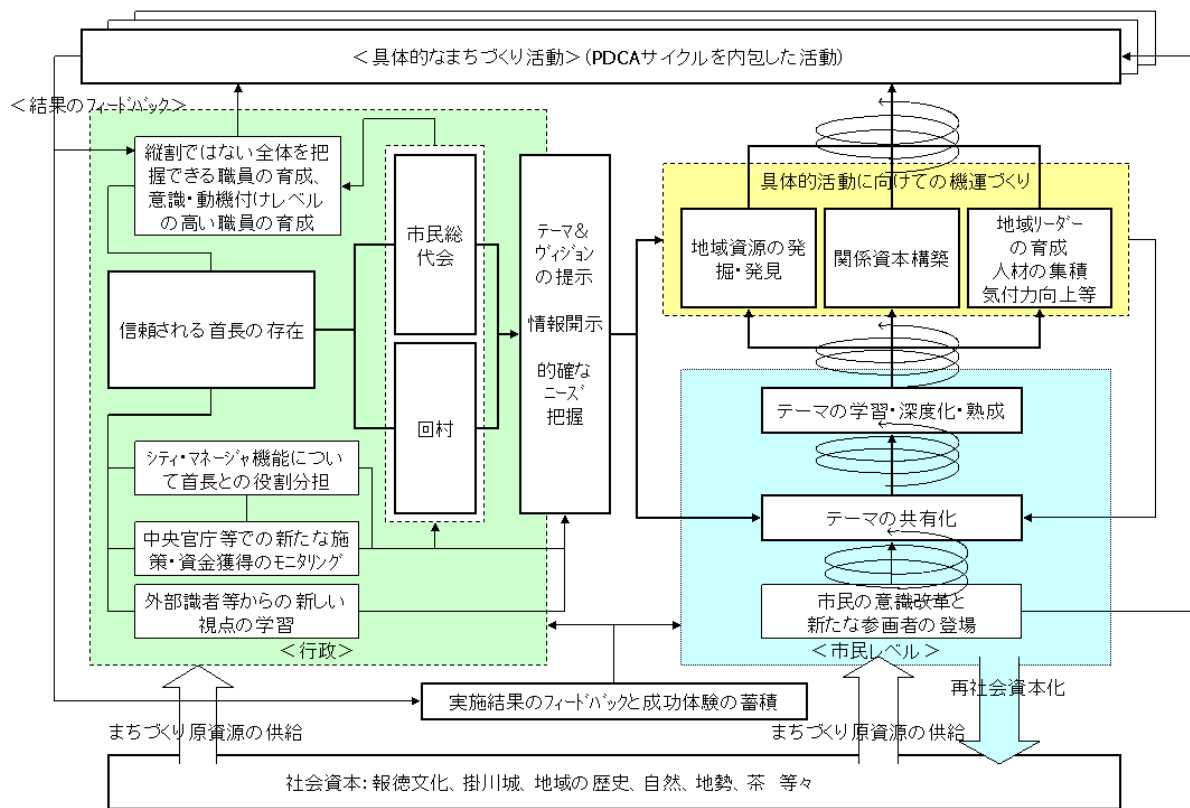 ＜具体的なまちづくり活動＞(PDCAサイクルを内包した活動)
＜結果のフィードバック＞
縦割ではない全体を把
握できる職員の育成、
意識・動機付けレベル
の高い職員の育成
信頼される首長の存在
シティ・マネージャ機能につい
て首長との役割分担
中央官庁等での新たな施
策・資金獲得のモニタリング
外部識者等からの新しい
視点の学習
＜行政＞
市民総
代会
回村
テーマ＆
ヴィジョン
の提示
情報開示
的確な
ニーズ
把握
具体的活動に向けての機運づくり
地域資源の発
掘・発見
関係資本構築
地域リーダー
の育成
人材の集積
気付力向上等
テーマの学習・深度化・熟成
テーマの共有化
市民の意識改革と
新たな参画者の登場
＜市民レベル＞
再社会資本化
実施結果のフィードバックと成功体験の蓄積
まちづくり原資源の供給
まちづくり原資源の供給
社会資本：報徳文化、掛川城、地域の歴史、自然、地勢、茶 等々